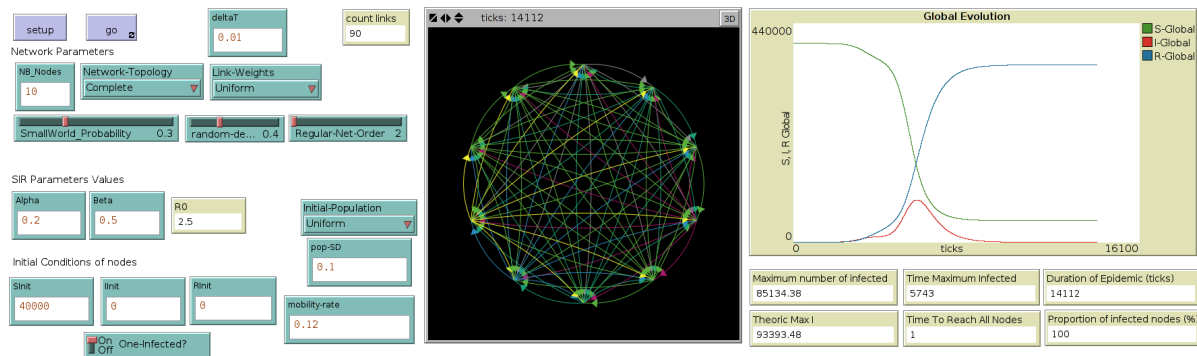 setup
go
deltaT
0.01
count links
90
Network Parameters
NB_Nodes
10
Network-Topology
Complete
Link-Weights
Uniform
SmallWorld_Probability 0.3
random-de... 0.4
Regular-Net-Order 2
SIR Parameters Values
Alpha
0.2
Beta
0.5
R0
2.5
Initial-Population
Uniform
pop-SD
0.1
Initial Conditions of nodes
SInit
40000
IInit
0
RInit
0
mobility-rate
0.12
On
Off
One-Infected?
ticks: 14112
3D
Global Evolution
440000
S, I, R Global
0
0
ticks
16100
S-Global
I-Global
R-Global
Maximum number of infected
85134.38
Time Maximum Infected
5743
Duration of Epidemic (ticks)
14112
Theoric Max I
93393.48
Time To Reach All Nodes
1
Proportion of infected nodes (%)
100